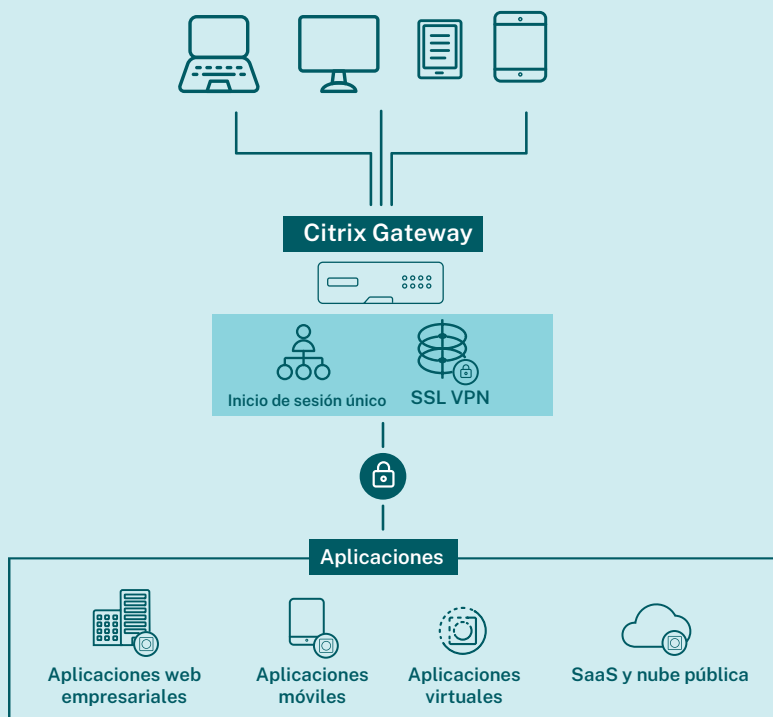 Citrix Gateway
Inicio de sesión único
SSL VPN
Aplicaciones
Aplicaciones web
empresariales
Aplicaciones
móviles
Aplicaciones
virtuales
SaaS y nube pública